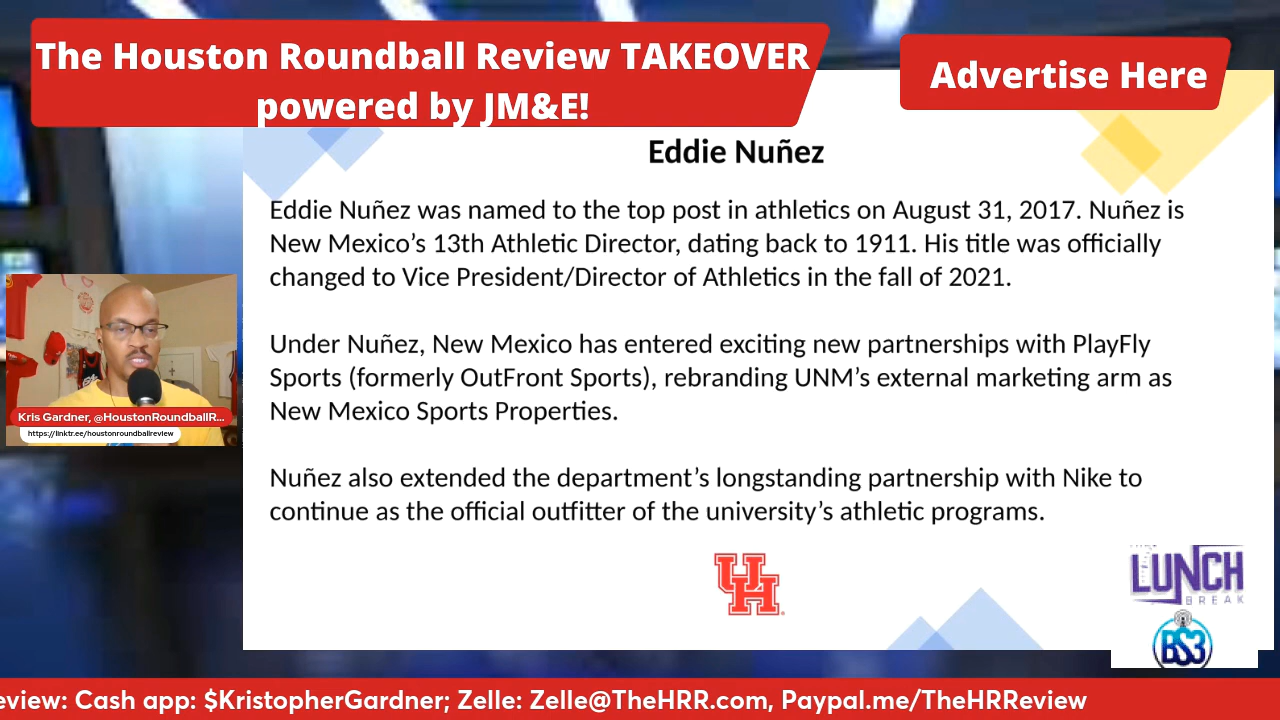 The Houston Roundball Review TAKEOVER
powered by JM&E!
Advertise Here
Eddie Nuñez
Eddie Nuñez was named to the top post in athletics on August 31, 2017. Nuñez is
New Mexico’s 13th Athletic Director, dating back to 1911. His title was officially
changed to Vice President/Director of Athletics in the fall of 2021.
Under Nuñez, New Mexico has entered exciting new partnerships with PlayFly
Sports (formerly OutFront Sports), rebranding UNM’s external marketing arm as
New Mexico Sports Properties.
Nuñez also extended the department’s longstanding partnership with Nike to
continue as the official outfitter of the university’s athletic programs.
Kris Gardner, @HoustonRoundballR...
https://linktr.ee/houstonroundballreview
UH
LUNCH
BREAK
BS3
eview: Cash app: $KristopherGardner; Zelle: Zelle@TheHRR.com, Paypal.me/TheHRReview